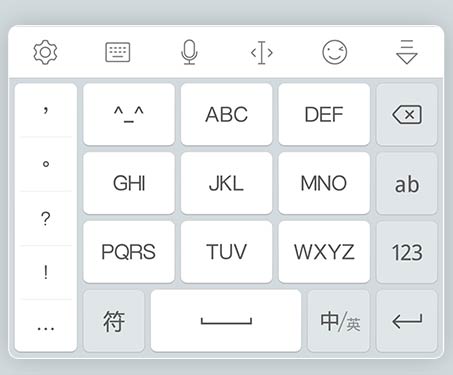 ，
^_^
ABC
DEF
。
GHI
JKL
MNO
ab
?
PQRS
TUV
WXYZ
123
!
...
符
中/英